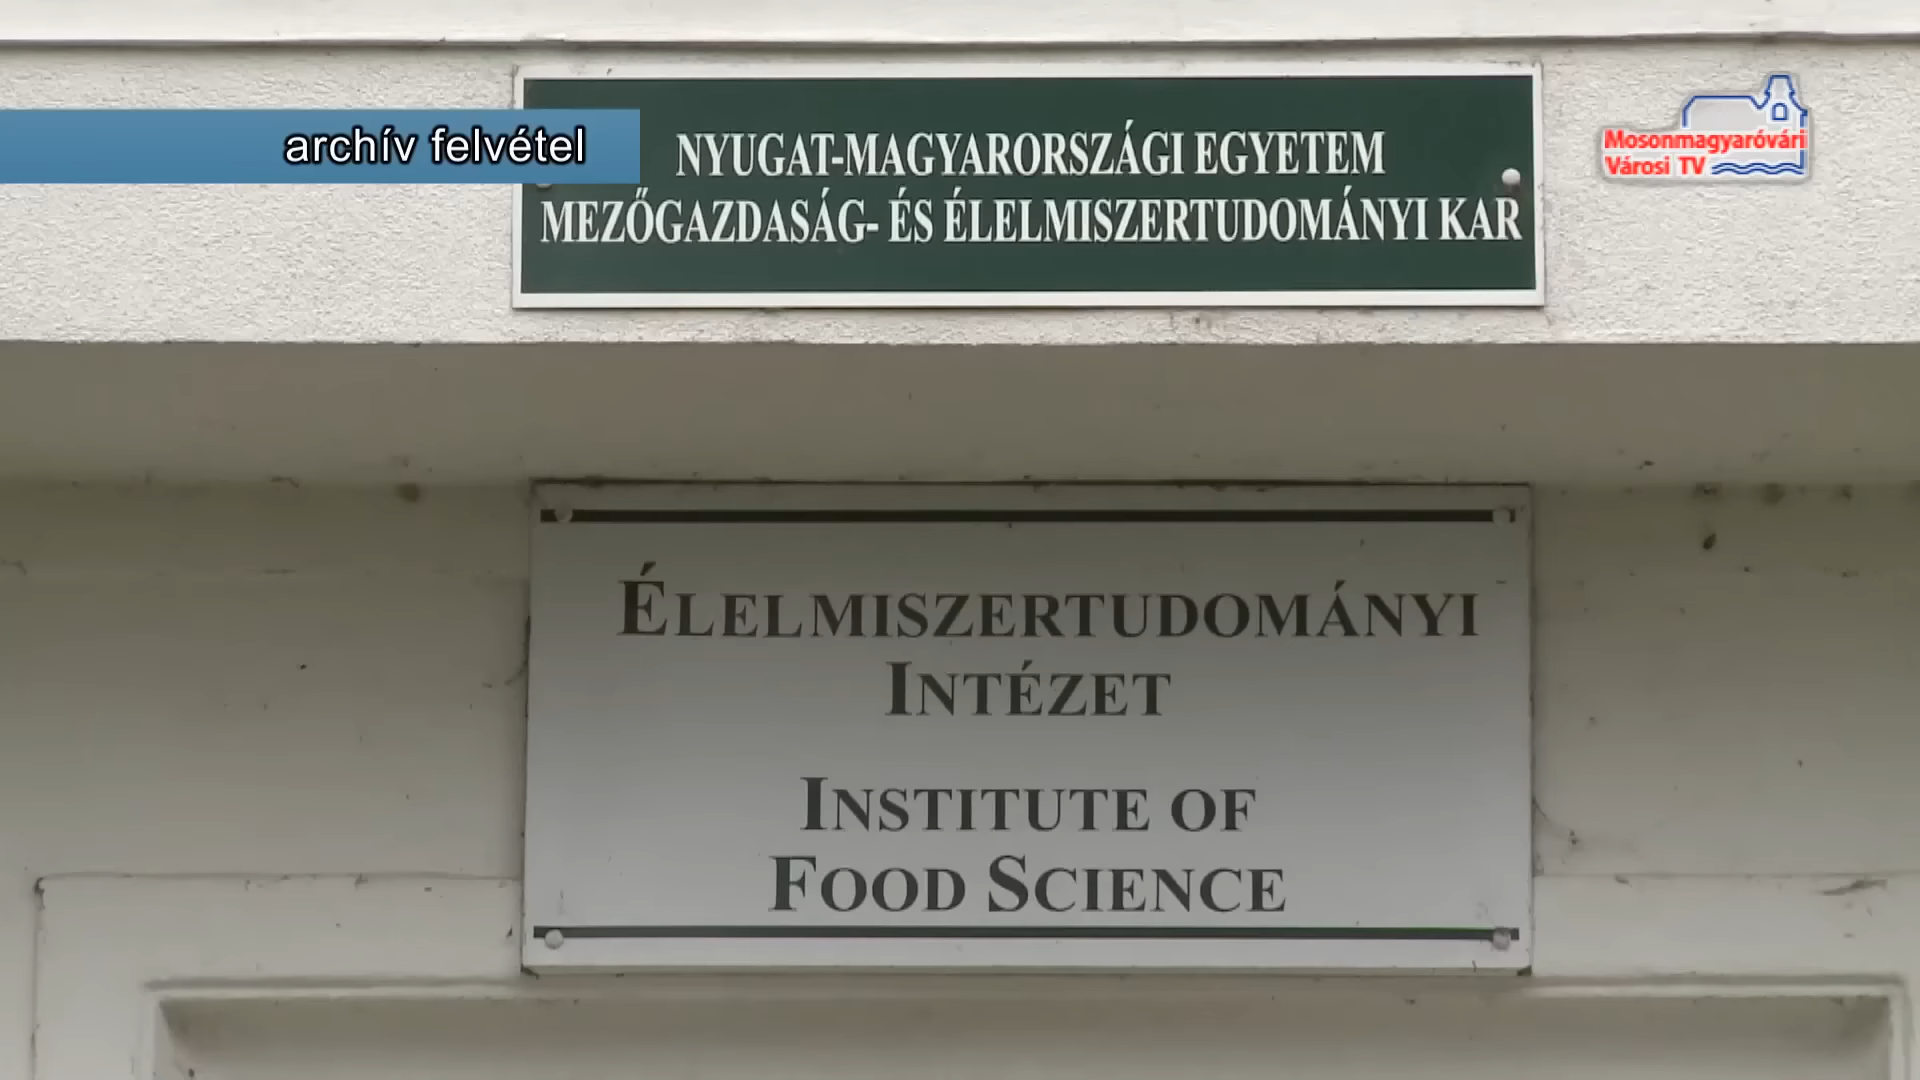 archív felvétel
NYUGAT-MAGYARORSZÁGI EGYETEM
MEZŐGAZDASÁG- ÉS ÉLELMISZERTUDOMÁNYI KAR
Mosonmagyaróvári
Városi TV
ÉLELMISZERTUDOMÁNYI
INTÉZET
INSTITUTE OF
FOOD SCIENCE